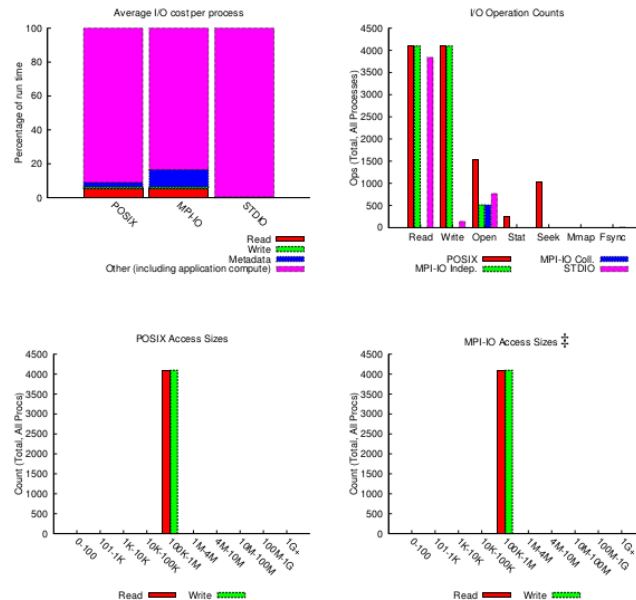 Average I/O cost per process
Percentage of run time
100
80
60
40
20
0
POSIX
MPI-IO
STDIO
Read
Write
Metadata
Other (including application compute)
I/O Operation Counts
Ops (Total, All Processes)
4500
4000
3500
3000
2500
2000
1500
1000
500
0
Read Write Open Stat Seek Mmap Fsync
POSIX MPI-IO Coll.
MPI-IO Indep. STDIO
POSIX Access Sizes
Count (Total, All Procs)
4500
4000
3500
3000
2500
2000
1500
1000
500
0
0-100
101-1K
1K-10K
10K-100K
100K-1M
1M-4M
4M-10M
10M-100M
100M-1G
1G+
Read Write
MPI-IO Access Sizes ‡
Count (Total, All Procs)
4500
4000
3500
3000
2500
2000
1500
1000
500
0
0-100
101-1K
1K-10K
10K-100K
100K-1M
1M-4M
4M-10M
10M-100M
100M-1G
1G+
Read Write